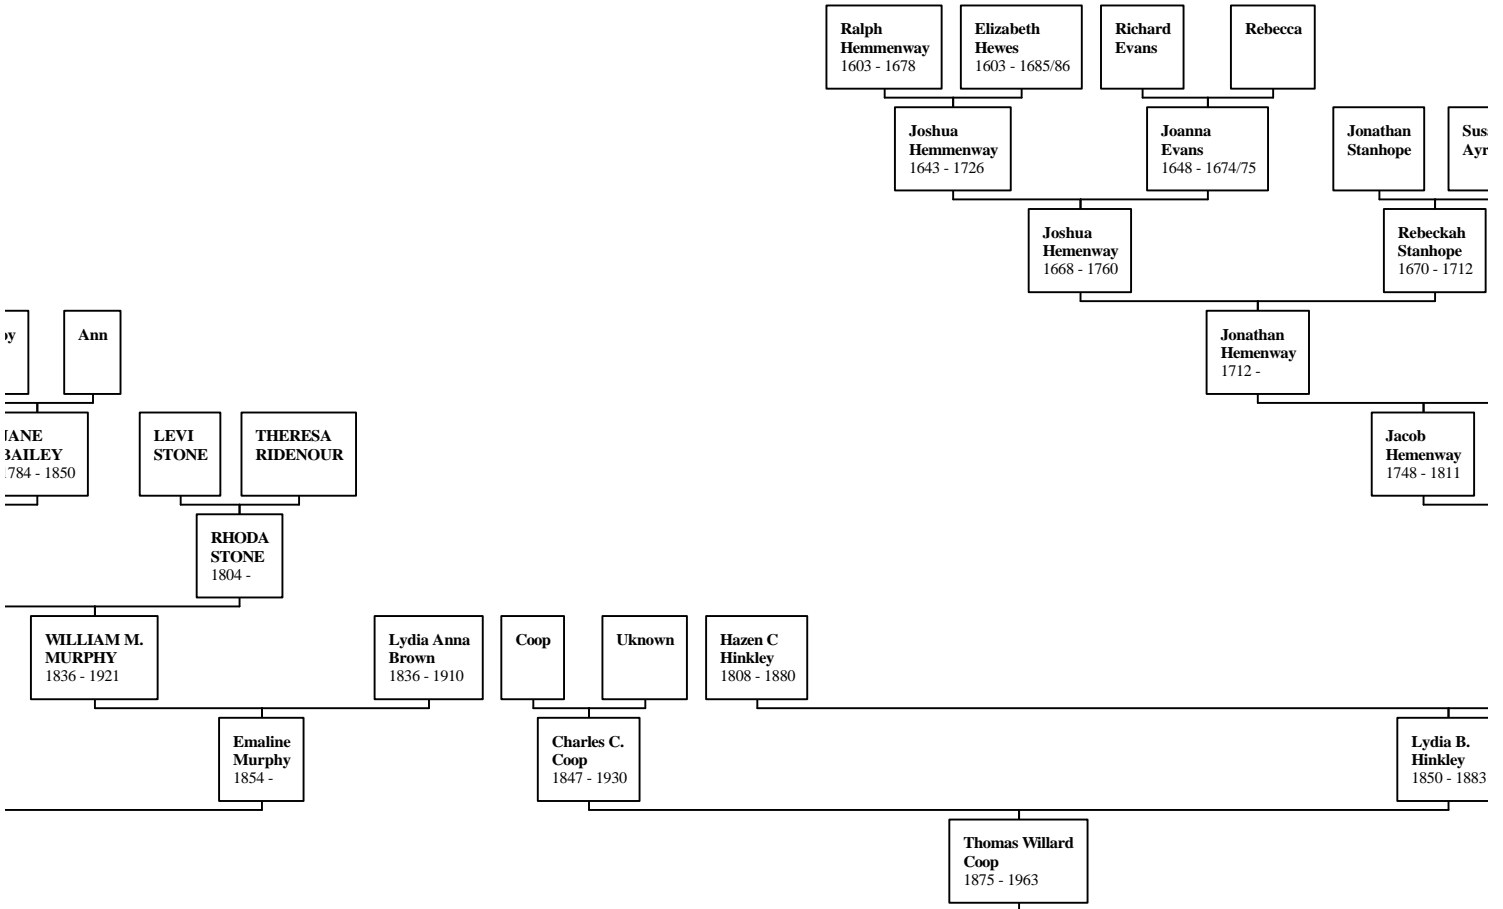 Ralph
Hemmenway
1603 - 1678
Elizabeth
Hewes
1603 - 1685/86
Richard
Evans
Rebecca
Joshua
Hemmenway
1643 - 1726
Joanna
Evans
1648 - 1674/75
Jonathan
Stanhope
Joshua
Hemenway
1668 - 1760
Rebeckah
Stanhope
1670 - 1712
Ann
Jonathan
Hemenway
1712 -
JANE
BAILEY
1784 - 1850
LEVI
STONE
THERESA
RIDENOUR
Jacob
Hemenway
1748 - 1811
RHODA
STONE
1804 -
WILLIAM M.
MURPHY
1836 - 1921
Lydia Anna
Brown
1836 - 1910
Coop
Uknown
Hazen C
Hinkley
1808 - 1880
Emaline
Murphy
1854 -
Charles C.
Coop
1847 - 1930
Lydia B.
Hinkley
1850 - 1883
Thomas Willard
Coop
1875 - 1963